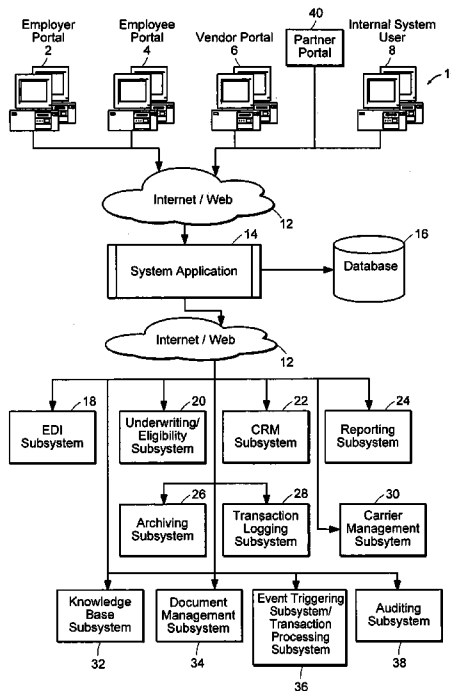 Employer
Portal
2
Employee
Portal
4
Vendor Portal
6
40
Partner
Portal
Internal System
User
8
1
Internet / Web
12
14
System Application
16
Database
Internet / Web
12
18
EDI
Subsystem
20
Underwriting/
Eligibility
Subsystem
22
CRM
Subsystem
24
Reporting
Subsystem
26
Archiving
Subsystem
28
Transaction
Logging
Subsystem
30
Carrier
Management
Subsytem
Knowledge
Base
Subsystem
32
Document
Management
Subsystem
34
Event Triggering
Subsystem/
Transaction
Processing
Subsystem
36
Auditing
Subsystem
38